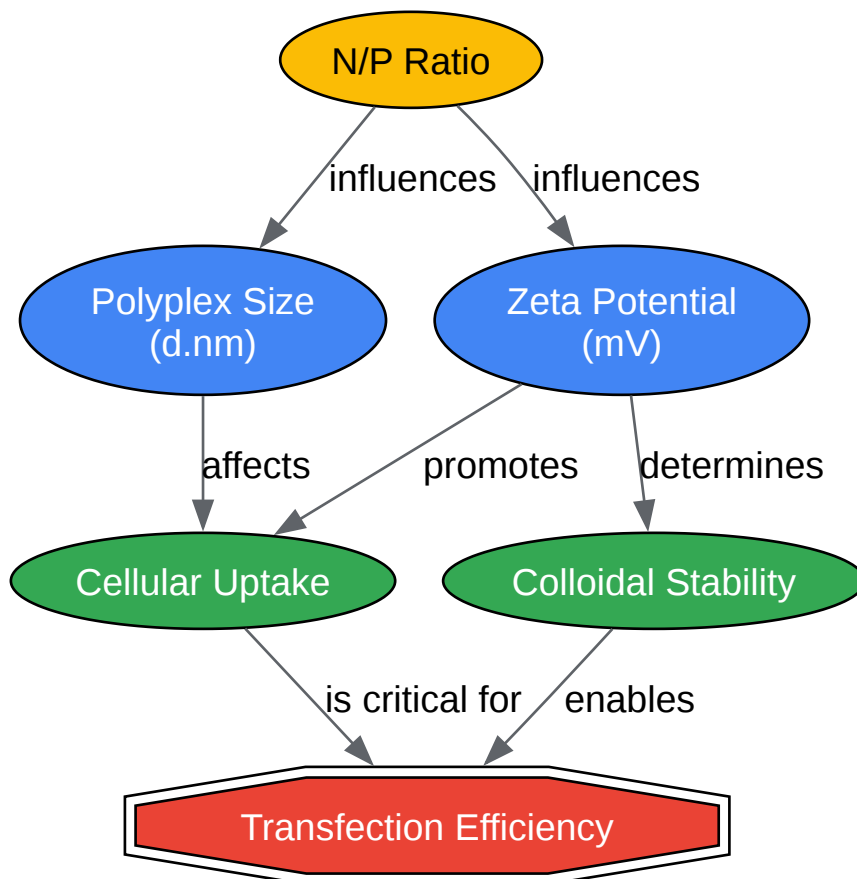 N/P Ratio
influences
influences
Polyplex Size
(d.nm)
Zeta Potential
(mV)
affects
promotes
determines
Cellular Uptake
Colloidal Stability
is critical for
enables
Transfection Efficiency